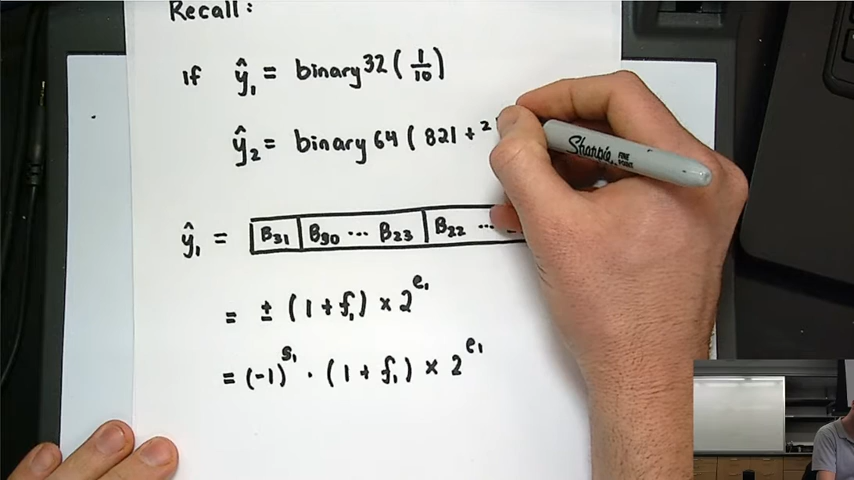 Recall:
If ŷ₁ = binary32 ( 1/10 )
ŷ₂ = binary64 ( 821 + 2
ŷ₁ = B₃₁ B₃₀ ... B₂₃ B₂₂ ...
= ± (1 + f₁) × 2^e₁
= (-1)^s₁ · (1 + f₁) × 2^e₁
Sharpie FINE POINT